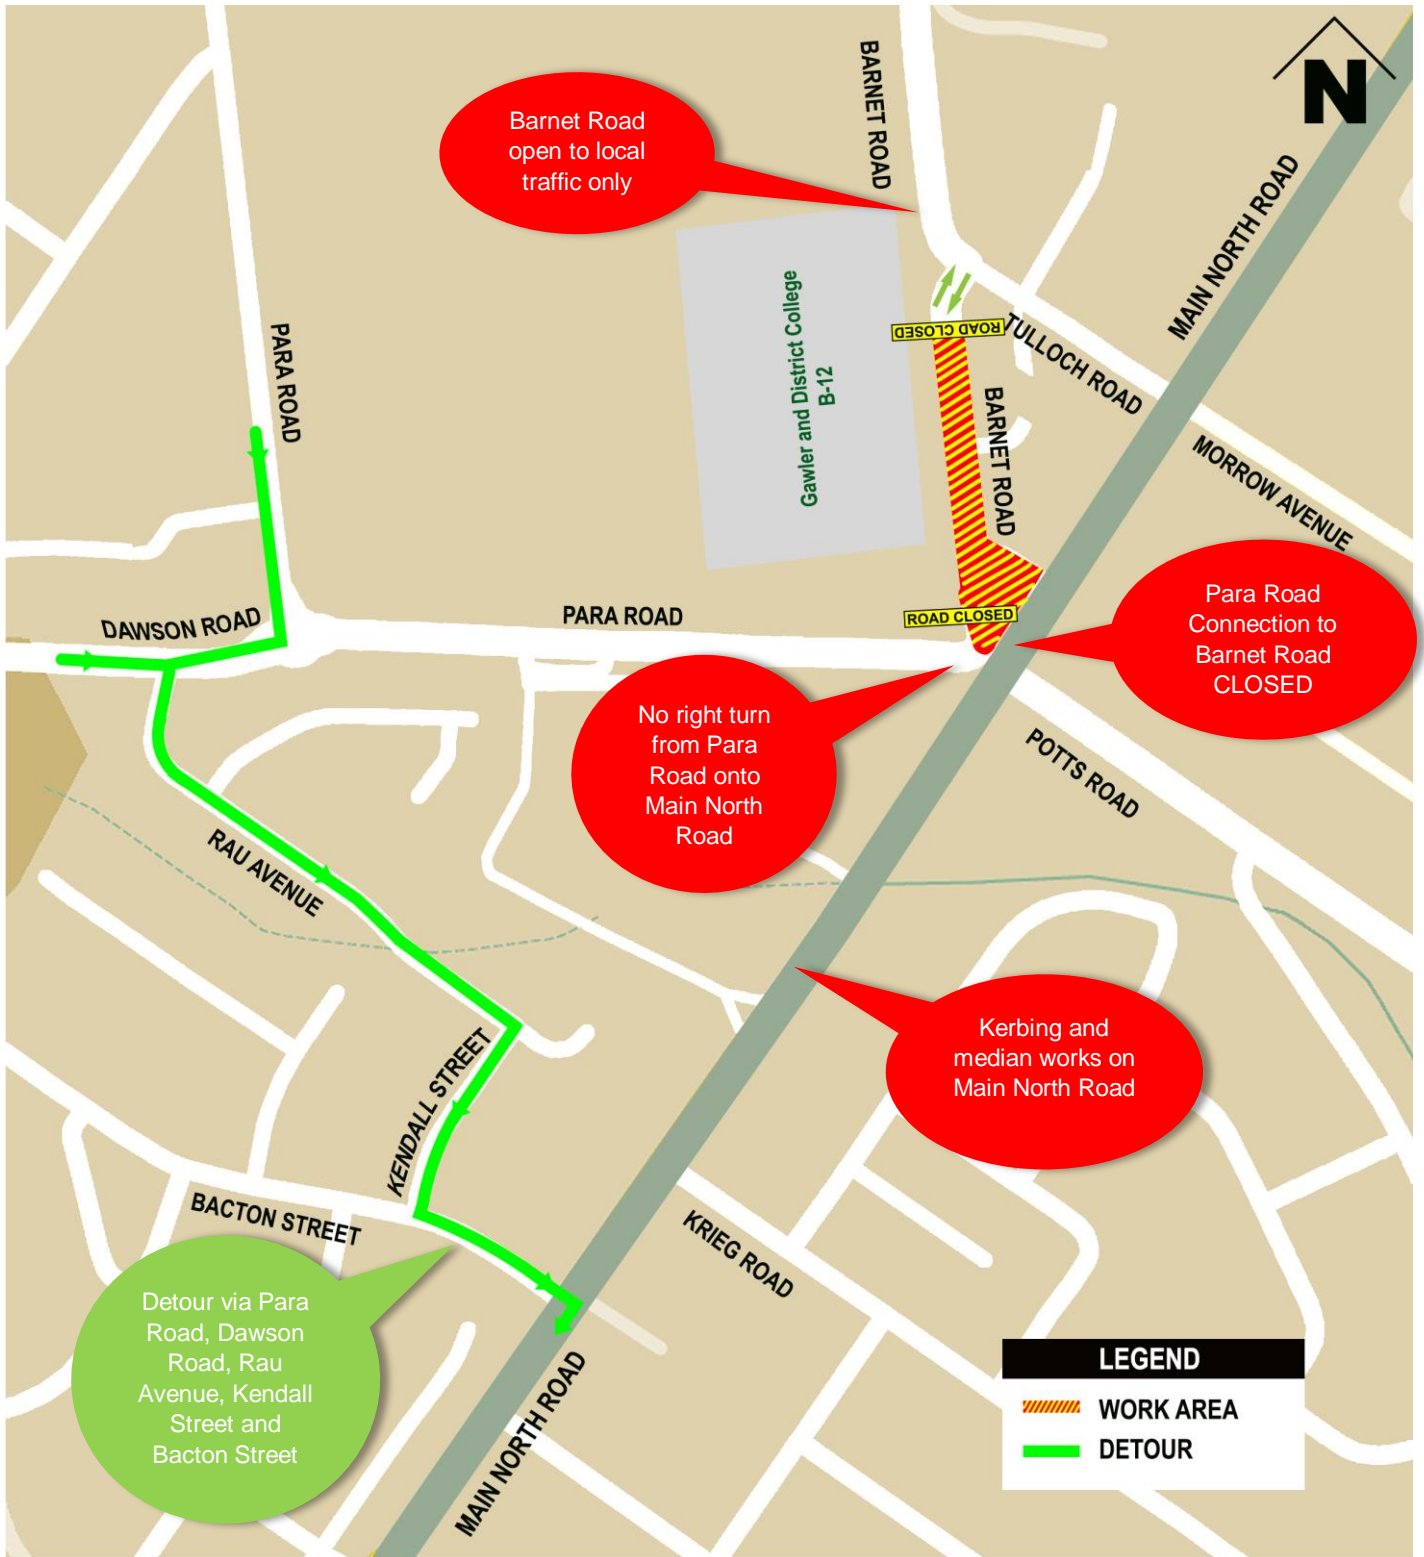 BARNET ROAD
N
Barnet Road
open to local
traffic only
MAIN NORTH ROAD
PARA ROAD
Gawler and District College
B-12
ROAD CLOSED
TULLOCH ROAD
BARNET ROAD
MORROW AVENUE
DAWSON ROAD
PARA ROAD
ROAD CLOSED
Para Road
Connection to
Barnet Road
CLOSED
No right turn
from Para
Road onto
Main North
Road
POTTS ROAD
RAU AVENUE
Kerbing and
median works on
Main North Road
KENDALL STREET
BACTON STREET
KRIEG ROAD
Detour via Para
Road, Dawson
Road, Rau
Avenue, Kendall
Street and
Bacton Street
MAIN NORTH ROAD
LEGEND
WORK AREA
DETOUR